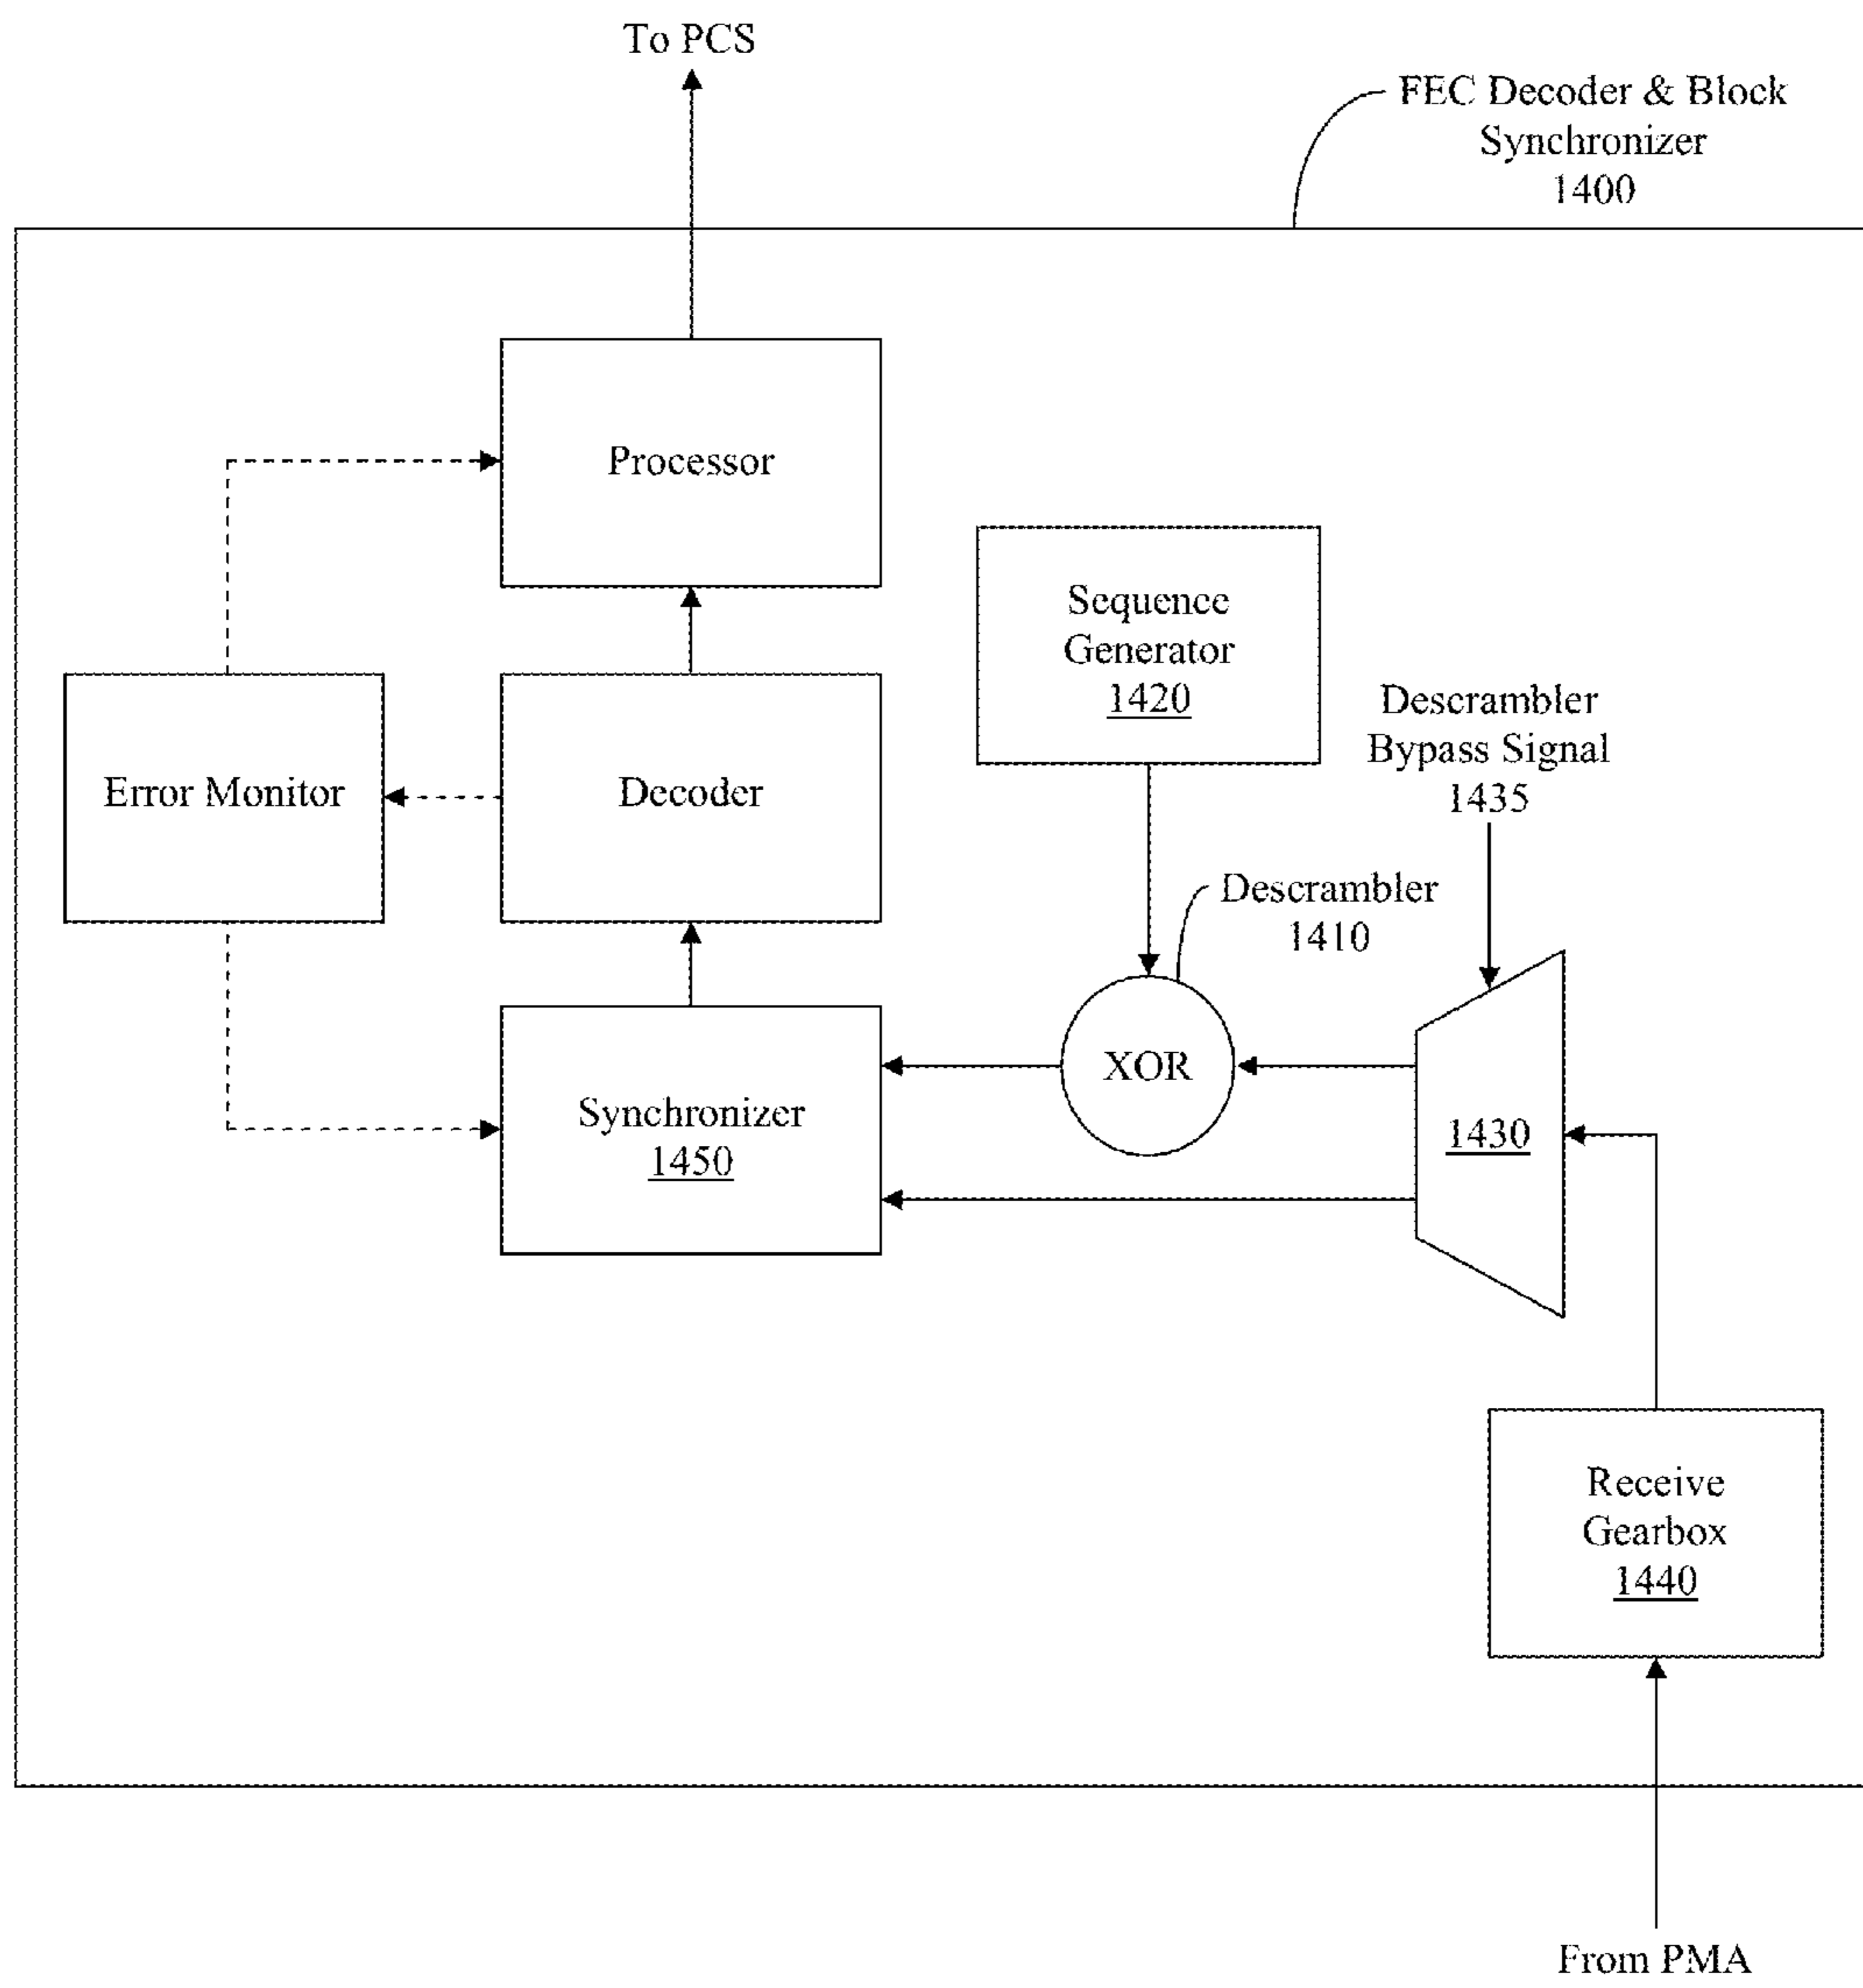 To PCS
FEC Decoder & Block
Synchronizer
1400
Processor
Sequence
Generator
1420
Descrambler
Bypass Signal
1435
Error Monitor
Decoder
Descrambler
1410
XOR
Synchronizer
1450
1430
Receive
Gearbox
1440
From PMA